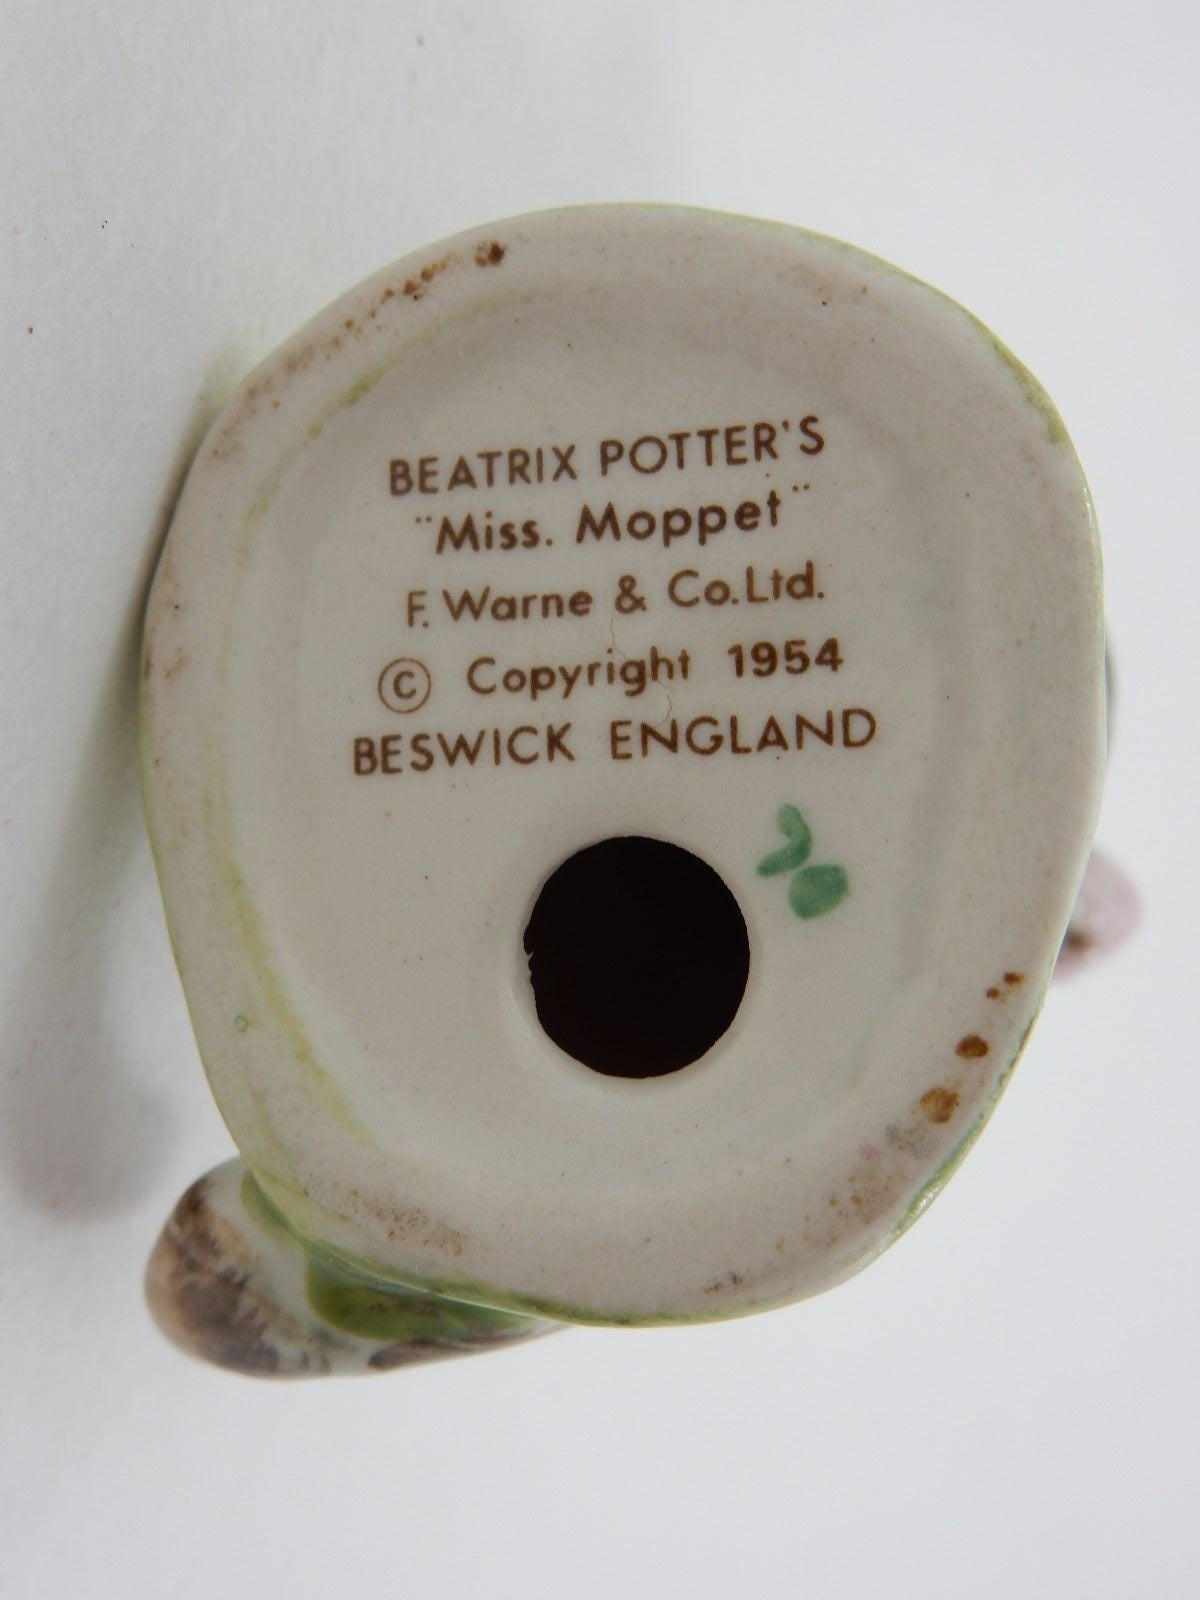 BEATRIX POTTER'S
"Miss. Moppet"
F. Warne & Co.Ltd.
© Copyright 1954
BESWICK ENGLAND